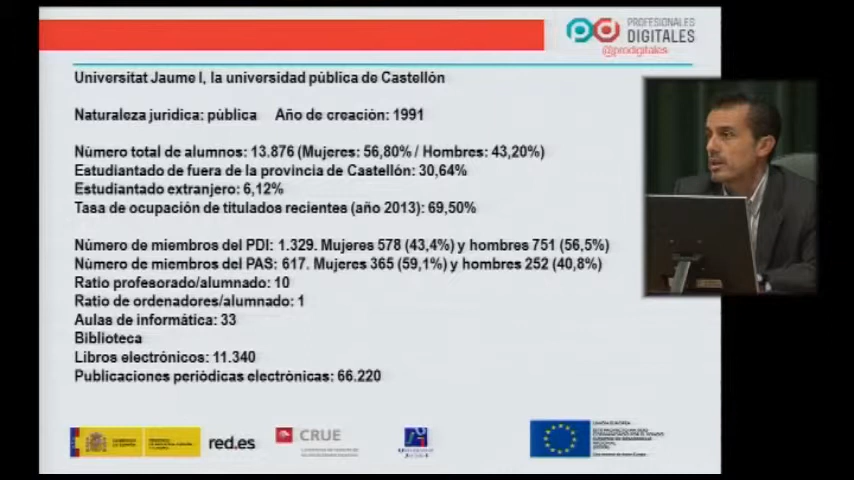 PROFESIONALES
DIGITALES
@prodigitales
Universitat Jaume I, la universidad pública de Castellón
Naturaleza jurídica: pública Año de creación: 1991
Número total de alumnos: 13.876 (Mujeres: 56,80% / Hombres: 43,20%)
Estudiantado de fuera de la provincia de Castellón: 30,64%
Estudiantado extranjero: 6,12%
Tasa de ocupación de titulados recientes (año 2013): 69,50%
Número de miembros del PDI: 1.329. Mujeres 578 (43,4%) y hombres 751 (56,5%)
Número de miembros del PAS: 617. Mujeres 365 (59,1%) y hombres 252 (40,8%)
Ratio profesorado/alumnado: 10
Ratio de ordenadores/alumnado: 1
Aulas de informática: 33
Biblioteca
Libros electrónicos: 11.340
Publicaciones periódicas electrónicas: 66.220
red.es
CRUE
UNIVERSITAT
JAUME I
UNIÓN EUROPEA